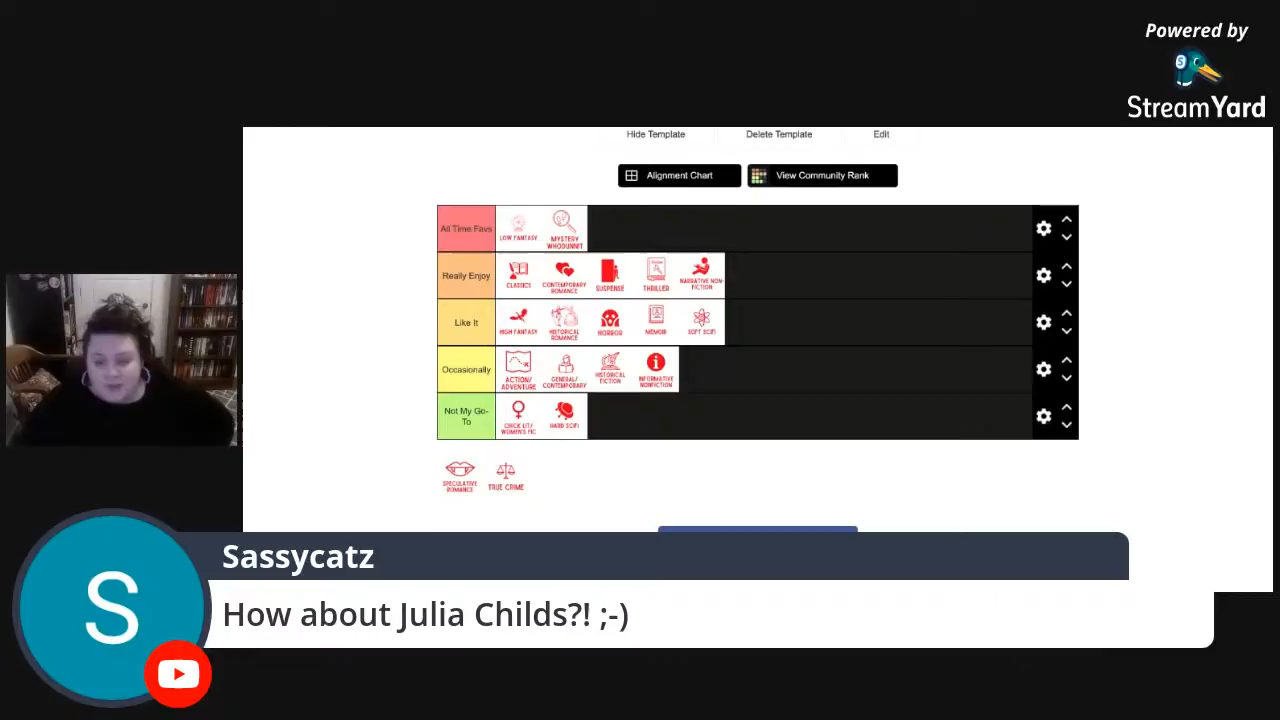 Powered by
StreamYard
Hide Template
Delete Template
Edit
Alignment Chart
View Community Rank
All Time Favs
LOW FANTASY
MYSTERY
WHODUNNIT
Really Enjoy
CLASSICS
CONTEMPORARY
ROMANCE
SUSPENSE
THRILLER
NARRATIVE NON-
FICTION
Like It
HIGH FANTASY
HISTORICAL
ROMANCE
HORROR
MEMOIR
SOFT SCIFI
Occasionally
ACTION/
ADVENTURE
GENERAL/
CONTEMPORARY
HISTORICAL
FICTION
INFORMATIVE
NONFICTION
Not My Go-
To
CHICK LIT/
WOMEN'S FIC
HARD SCIFI
SPECULATIVE
ROMANCE
TRUE CRIME
S
Sassycatz
How about Julia Childs?! ;-)